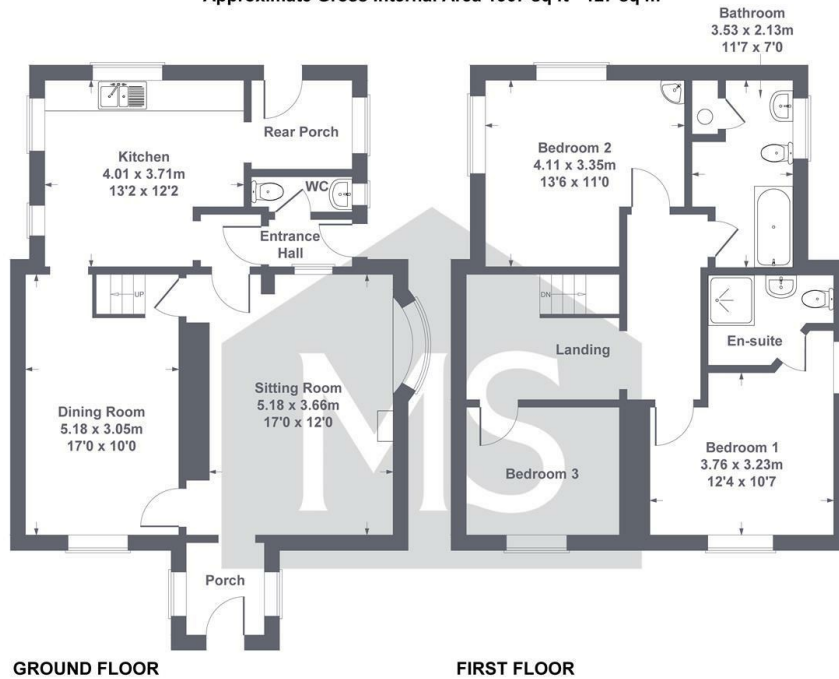 Bathroom
3.53 x 2.13m
11'7 x 7'0
Rear Porch
Kitchen
4.01 x 3.71m
13'2 x 12'2
WC
Bedroom 2
4.11 x 3.35m
13'6 x 11'0
Entrance
Hall
UP
DN
En-suite
Landing
MS
Sitting Room
5.18 x 3.66m
17'0 x 12'0
Dining Room
5.18 x 3.05m
17'0 x 10'0
Bedroom 1
3.76 x 3.23m
12'4 x 10'7
Bedroom 3
Porch
GROUND FLOOR
FIRST FLOOR